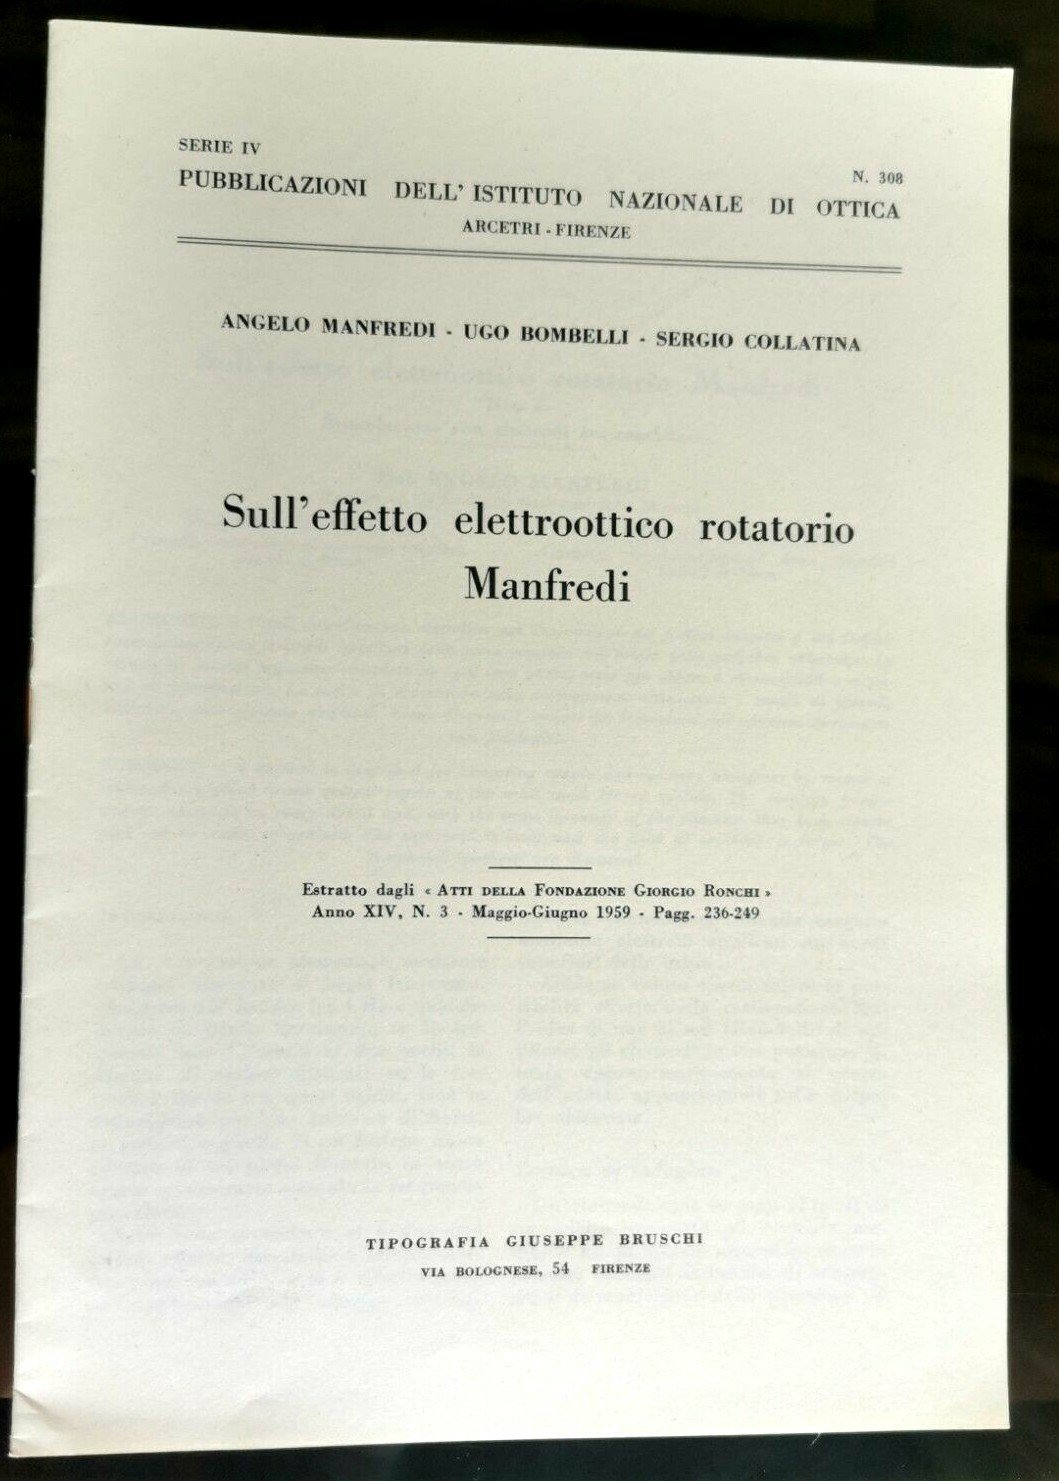 SERIE IV
N. 308
PUBBLICAZIONI DELL' ISTITUTO NAZIONALE DI OTTICA
ARCETRI - FIRENZE
ANGELO MANFREDI - UGO BOMBELLI - SERGIO COLLATINA
Sull'effetto elettroottico rotatorio
Manfredi
Estratto dagli « ATTI DELLA FONDAZIONE GIORGIO RONCHI »
Anno XIV, N. 3 - Maggio-Giugno 1959 - Pagg. 236-249
TIPOGRAFIA GIUSEPPE BRUSCHI
VIA BOLOGNESE, 54 FIRENZE